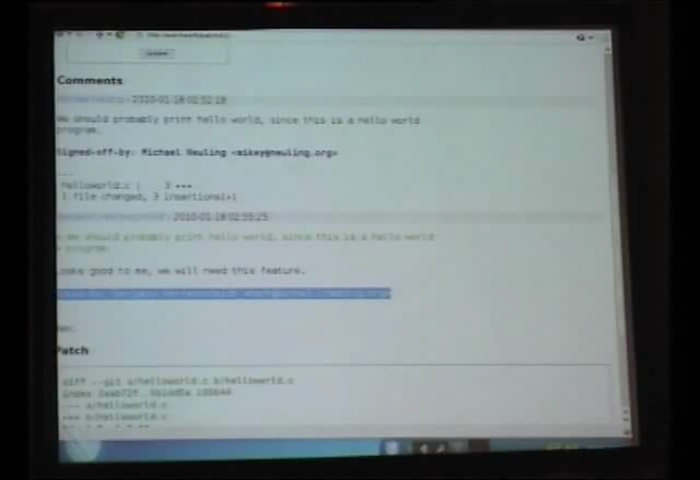 Comments
2010-01-18 02:52:18
We should probably print hello world, since this is a hello world
program.
Signed-off-by: Michael Neuling <mikey@neuling.org>
---
helloworld.c | 3 +++
1 file changed, 3 insertions(+)
2010-01-18 02:55:25
> We should probably print hello world, since this is a hello world
> program.
Looks good to me, we will need this feature.
Patch
diff --git a/helloworld.c b/helloworld.c
index
--- a/helloworld.c
+++ b/helloworld.c